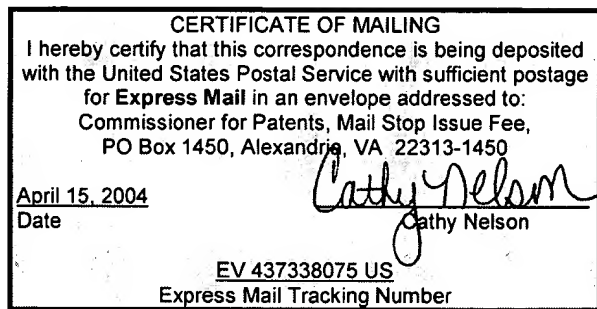 CERTIFICATE OF MAILING
I hereby certify that this correspondence is being deposited
with the United States Postal Service with sufficient postage
for Express Mail in an envelope addressed to:
Commissioner for Patents, Mail Stop Issue Fee,
PO Box 1450, Alexandria, VA 22313-1450
Cathy Nelson
April 15, 2004
Date Cathy Nelson
EV 437338075 US
Express Mail Tracking Number